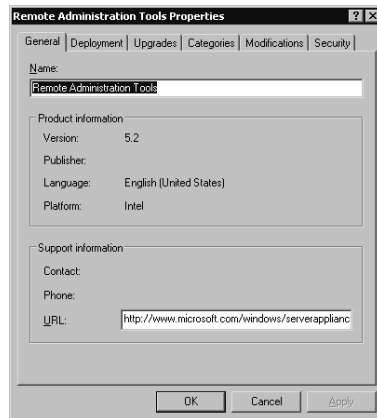 Remote Administration Tools Properties
General Deployment Upgrades Categories Modifications Security
Name:
Remote Administration Tools
Product information
Version: 5.2
Publisher:
Language: English (United States)
Platform: Intel
Support information
Contact:
Phone:
URL: http://www.microsoft.com/windows/serverapplianc
OK Cancel Apply